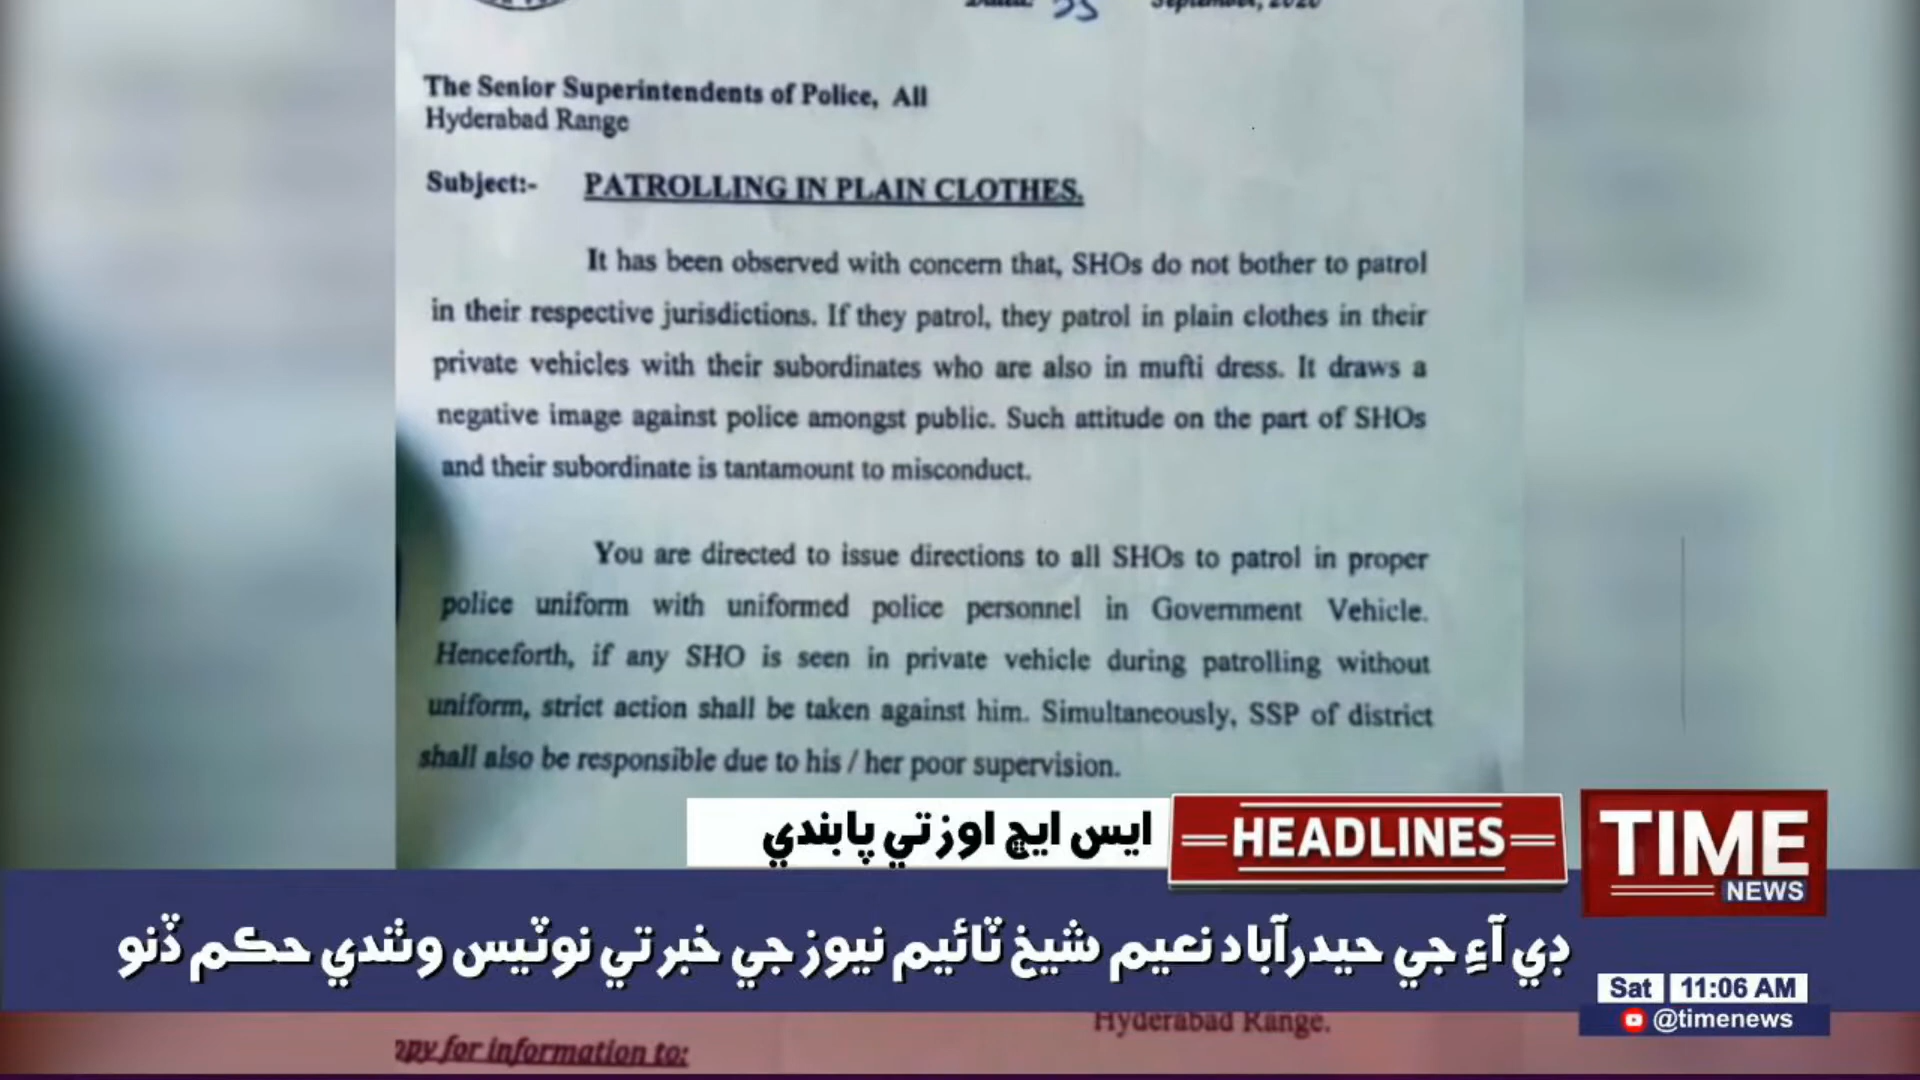 September, 2020
The Senior Superintendents of Police, All
Hyderabad Range
Subject:- PATROLLING IN PLAIN CLOTHES.
It has been observed with concern that, SHOs do not bother to patrol
in their respective jurisdictions. If they patrol, they patrol in plain clothes in their
private vehicles with their subordinates who are also in mufti dress. It draws a
negative image against police amongst public. Such attitude on the part of SHOs
and their subordinate is tantamount to misconduct.
You are directed to issue directions to all SHOs to patrol in proper
police uniform with uniformed police personnel in Government Vehicle.
Henceforth, if any SHO is seen in private vehicle during patrolling without
uniform, strict action shall be taken against him. Simultaneously, SSP of district
shall also be responsible due to his / her poor supervision.
ايس ايڇ اوز تي پابندي
HEADLINES
TIME
NEWS
ڊي آءِ جي حيدرآباد نعيم شيخ ٽائيم نيوز جي خبر تي نوٽيس وٺندي حڪم ڏنو
Sat 11:06 AM
@timenews
Hyderabad Range.
opy for information to: